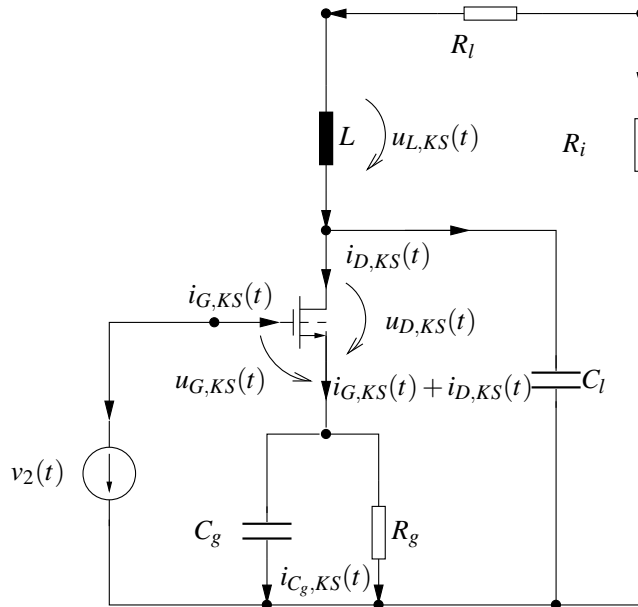 R_l
L
u_{L,KS}(t)
R_i
i_{D,KS}(t)
i_{G,KS}(t)
u_{D,KS}(t)
u_{G,KS}(t)
i_{G,KS}(t) + i_{D,KS}(t)
C_l
v_2(t)
C_g
R_g
i_{C_g,KS}(t)